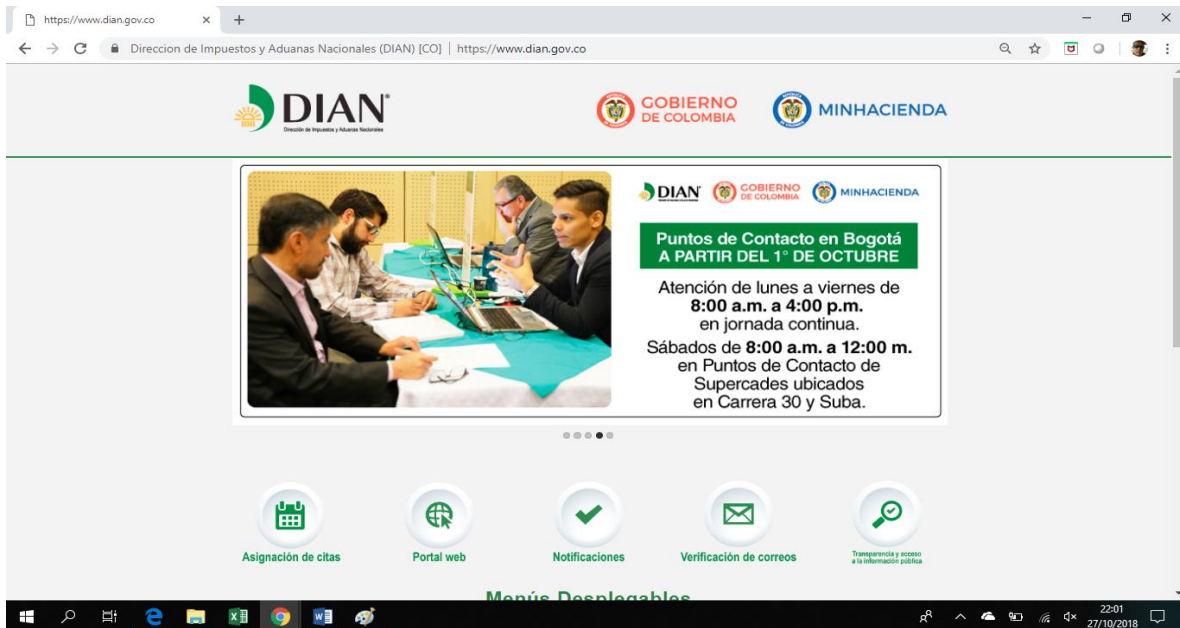 https://www.dian.gov.co
Direccion de Impuestos y Aduanas Nacionales (DIAN) [CO] | https://www.dian.gov.co
DIAN
Dirección de Impuestos y Aduanas Nacionales
GOBIERNO
DE COLOMBIA
MINHACIENDA
DIAN
GOBIERNO
DE COLOMBIA
MINHACIENDA
Puntos de Contacto en Bogotá
A PARTIR DEL 1° DE OCTUBRE
Atención de lunes a viernes de
8:00 a.m. a 4:00 p.m.
en jornada continua.
Sábados de 8:00 a.m. a 12:00 m.
en Puntos de Contacto de
Supercades ubicados
en Carrera 30 y Suba.
Asignación de citas
Portal web
Notificaciones
Verificación de correos
Transparencia y acceso
a la información pública
Menús Desplegables
22:01
27/10/2018